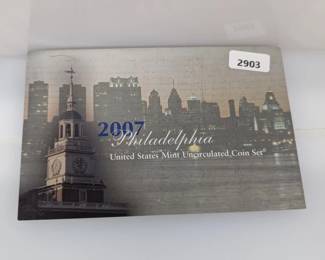 2903
2007
Philadelphia
United States Mint Uncirculated Coin Set®